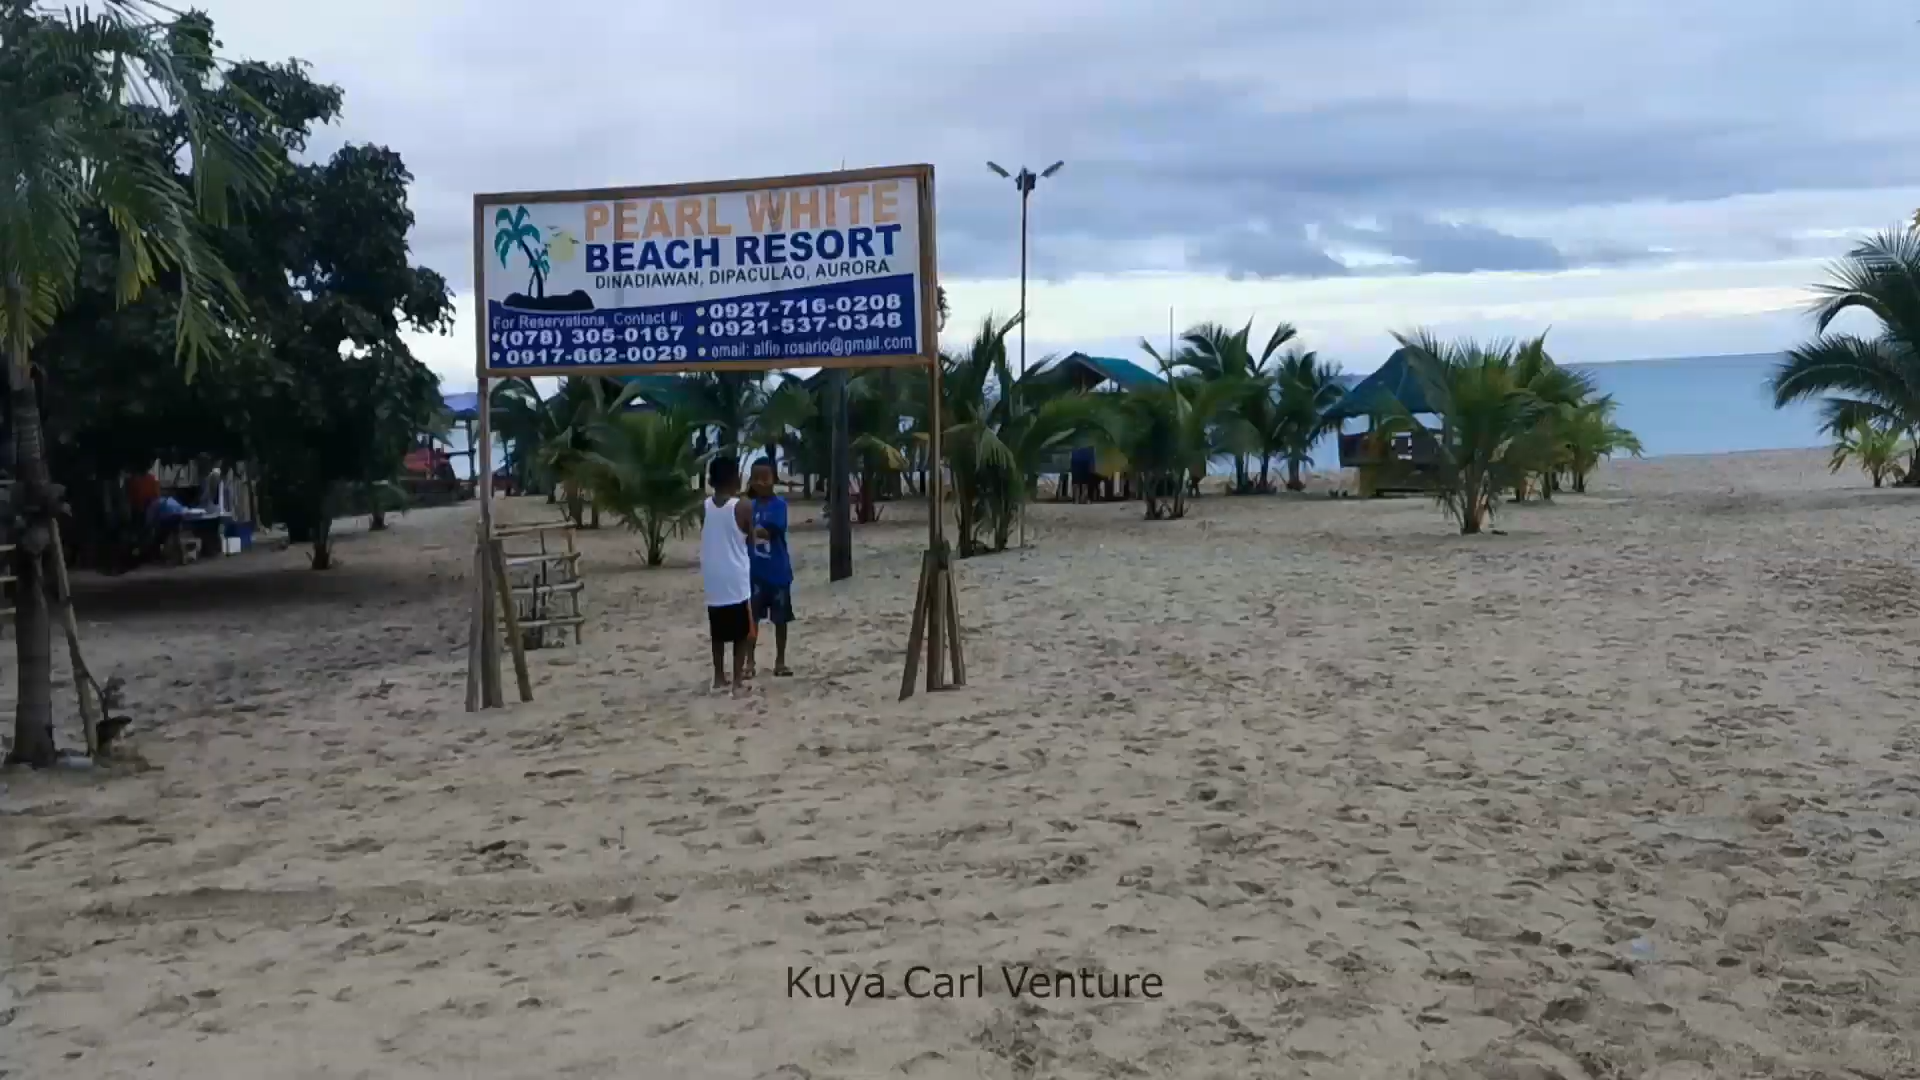 PEARL WHITE
BEACH RESORT
DINADIAWAN, DIPACULAO, AURORA
For Reservations, Contact #:
•(078) 305-0167
• 0917-662-0029
•0927-716-0208
•0921-537-0348
• email: alfie.rosario@gmail.com
Kuya Carl Venture